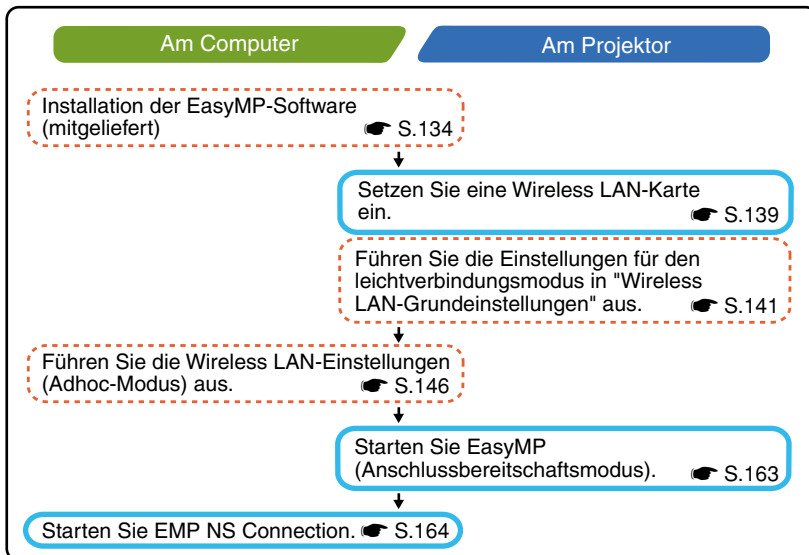 Am Computer
Am Projektor
Installation der EasyMP-Software
(mitgeliefert) ☛ S.134
Setzen Sie eine Wireless LAN-Karte
ein. ☛ S.139
Führen Sie die Einstellungen für den
leichtverbindungsmodus in "Wireless
LAN-Grundeinstellungen" aus. ☛ S.141
Führen Sie die Wireless LAN-Einstellungen
(Adhoc-Modus) aus. ☛ S.146
Starten Sie EasyMP
(Anschlussbereitschaftsmodus). ☛ S.163
Starten Sie EMP NS Connection. ☛ S.164